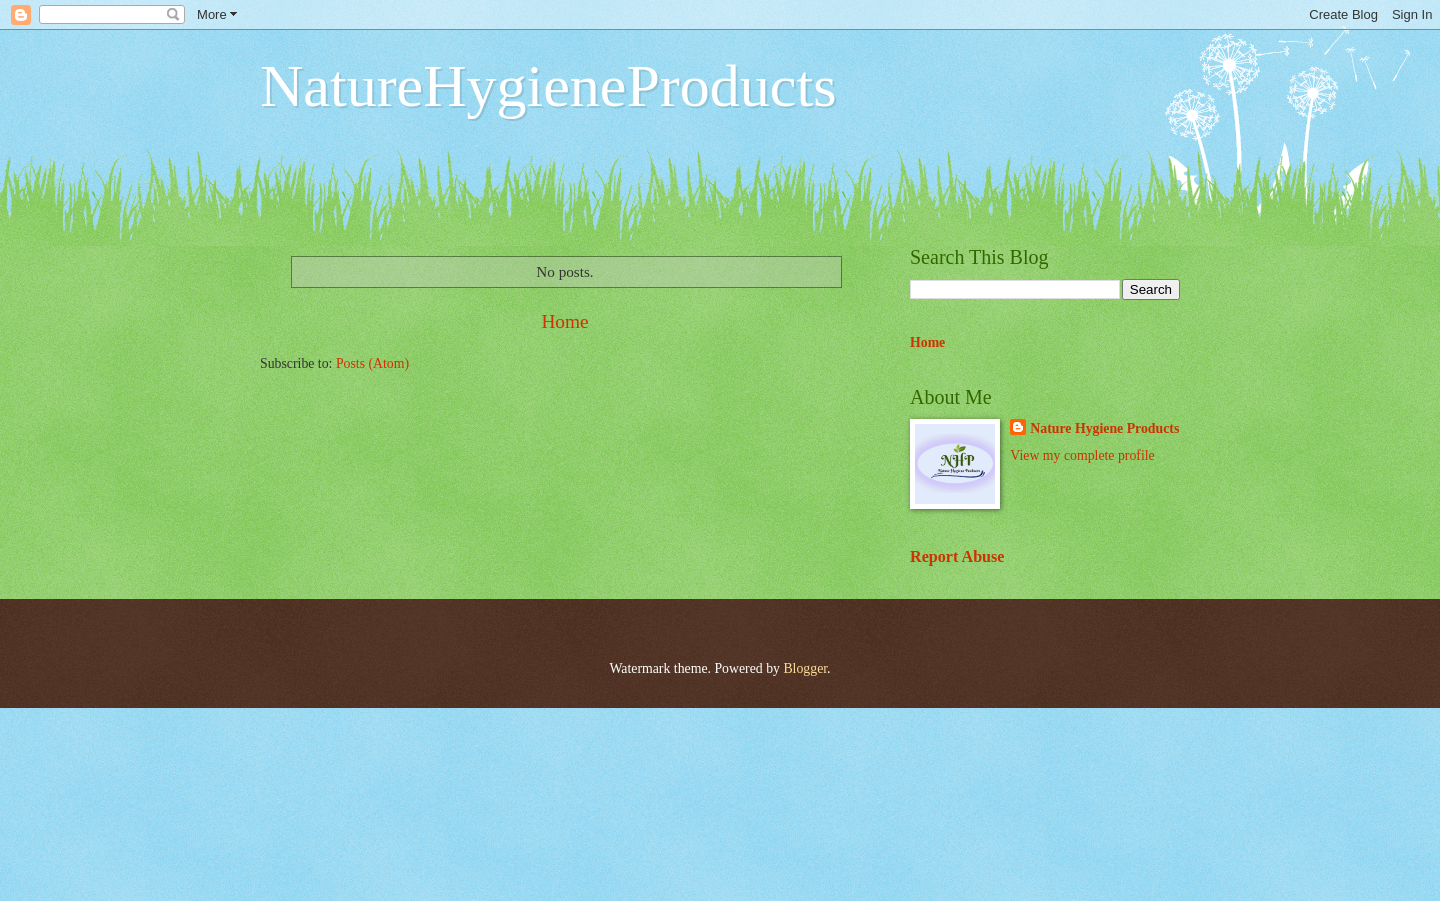 More
Create Blog
Sign In
NatureHygieneProducts
No posts.
Home
Subscribe to: Posts (Atom)
Search This Blog
Search
Home
About Me
NHP
Nature Hygiene Products
Nature Hygiene Products
View my complete profile
Report Abuse
Watermark theme. Powered by Blogger.